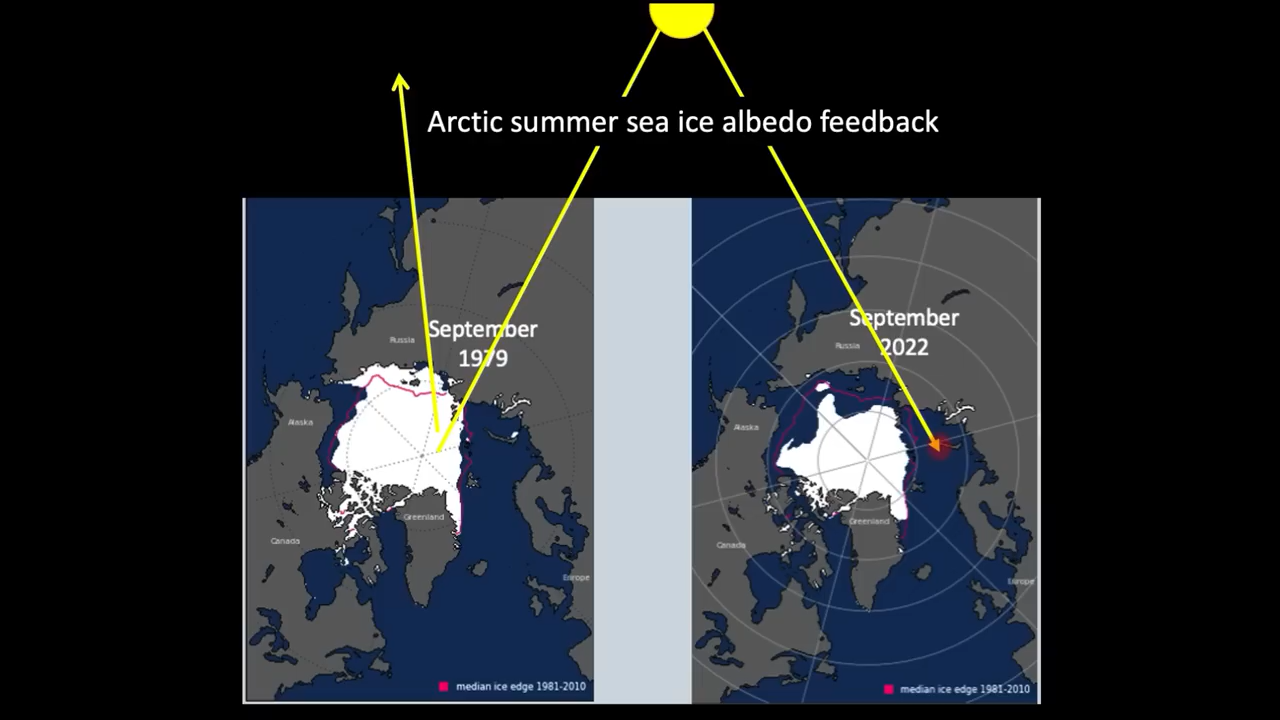 Arctic summer sea ice albedo feedback
September
1979
Russia
Alaska
Greenland
Canada
Europe
median ice edge 1981-2010
September
2022
Russia
Alaska
Greenland
Canada
Europe
median ice edge 1981-2010